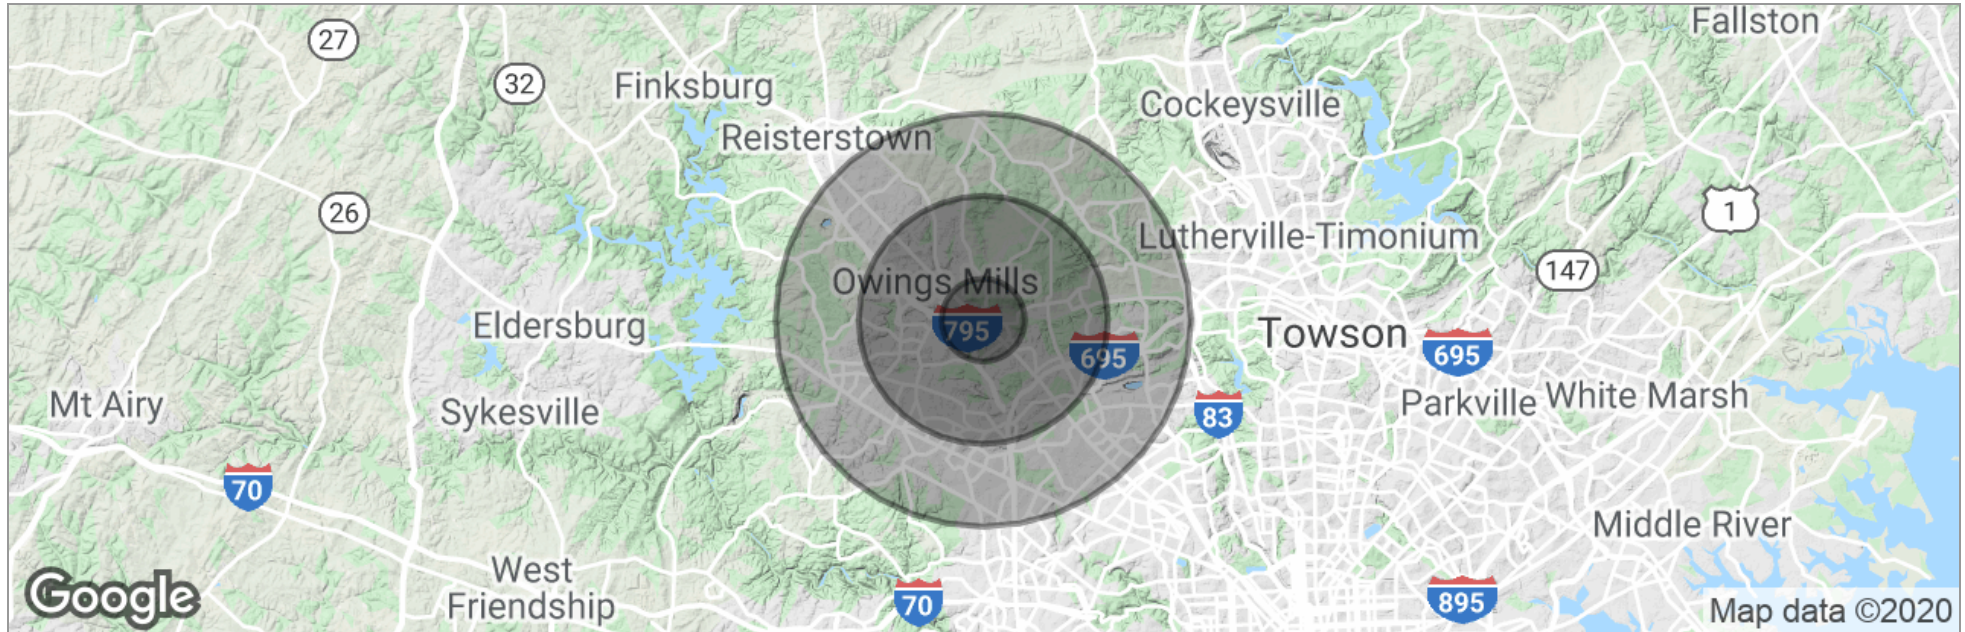 Fallston
27
32
Finksburg
Cockeysville
Reisterstown
26
1
Lutherville-Timonium
147
Owings Mills
Eldersburg
795
Towson
695
695
Mt Airy
Sykesville
83
Parkville
White Marsh
70
Middle River
West
Friendship
Google
70
895
Map data ©2020